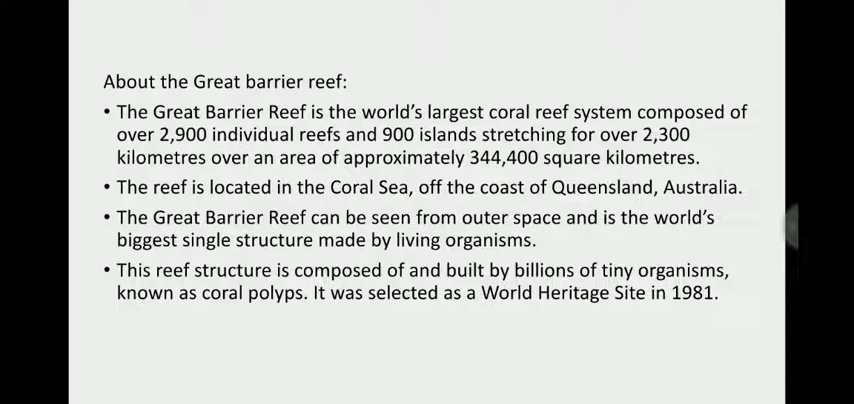 About the Great barrier reef:
• The Great Barrier Reef is the world's largest coral reef system composed of
over 2,900 individual reefs and 900 islands stretching for over 2,300
kilometres over an area of approximately 344,400 square kilometres.
• The reef is located in the Coral Sea, off the coast of Queensland, Australia.
• The Great Barrier Reef can be seen from outer space and is the world's
biggest single structure made by living organisms.
• This reef structure is composed of and built by billions of tiny organisms,
known as coral polyps. It was selected as a World Heritage Site in 1981.